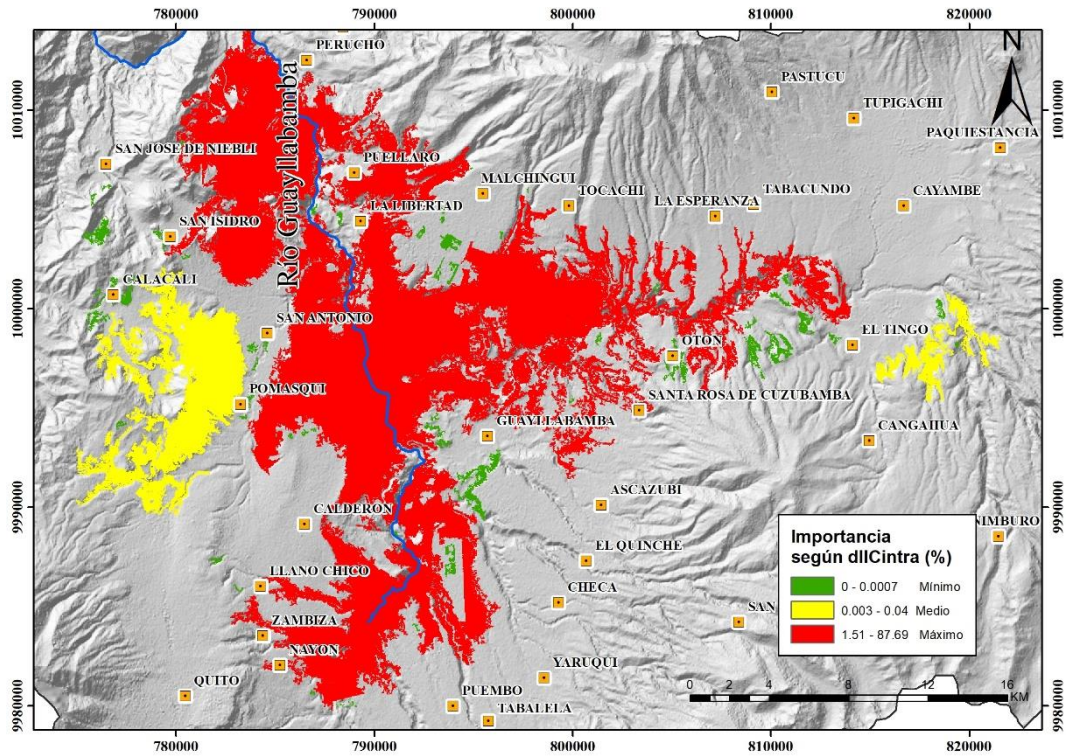 780000 790000 800000 810000 820000
N
PERUCHO
PASTUCU
10010000
10010000
TUPIGACHI
PAQUIESTANCIA
SAN JOSE DE NIEBLI
PUELLARO
MALCHINGUI
TOCACHI
TABACUNDO
CAYAMBE
LA ESPERANZA
LA LIBERTAD
SAN ISIDRO
Río Guayllabamba
CALACALI
10000000
10000000
SAN ANTONIO
EL TINGO
OTON
POMASQUI
SANTA ROSA DE CUZUBAMBA
GUAYLLABAMBA
CANGAHUA
ASCAZUBI
9990000
9990000
CALDERON
NIMBURO
EL QUINCHE
LLANO CHICO
CHECA
SAN
ZAMBIZA
NAYON
YARUQUI
QUITO
PUEMBO
TABALELA
9980000
9980000
Importancia
según dIICintra (%)
0 - 0.0007 Mínimo
0.003 - 0.04 Medio
1.51 - 87.69 Máximo
0 4 8 12 16
KM
780000 790000 800000 810000 820000